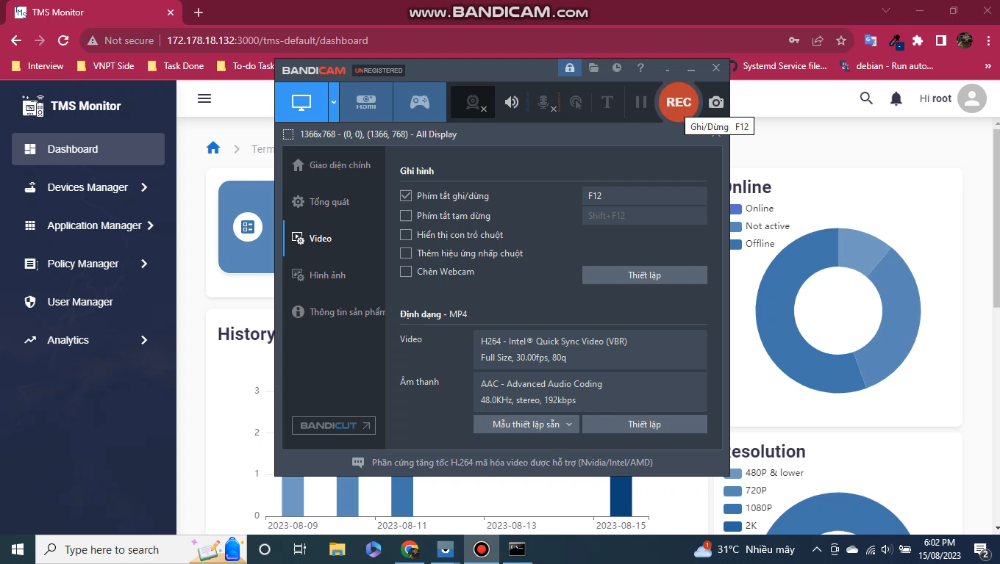 TMS Monitor
www.BANDICAM.com
Not secure
172.178.18.132:3000/tms-default/dashboard
Interview
VNPT Side
Task Done
To-do Task
Systemd Service file...
debian - Run auto...
»
BANDICAM
UNREGISTERED
TMS Monitor
HDMI
REC
Hi root
Ghi/Dừng F12
1366x768 - (0, 0), (1366, 768) - All Display
Dashboard
Devices Manager
Application Manager
Policy Manager
User Manager
Analytics
Term
History
Giao diện chính
Tổng quát
Video
Hình ảnh
Thông tin sản phẩm
BANDICUT
Ghi hình
Phím tắt ghi/dừng
F12
Phím tắt tạm dừng
Shift+F12
Hiển thị con trỏ chuột
Thêm hiệu ứng nhấp chuột
Chèn Webcam
Thiết lập
Định dạng - MP4
Video
H264 - Intel® Quick Sync Video (VBR)
Full Size, 30.00fps, 80q
Âm thanh
AAC - Advanced Audio Coding
48.0KHz, stereo, 192kbps
Mẫu thiết lập sẵn
Thiết lập
Phần cứng tăng tốc H.264 mã hóa video được hỗ trợ (Nvidia/Intel/AMD)
nline
Online
Not active
Offline
esolution
480P & lower
720P
1080P
2K
3
2
1
0
2023-08-09
2023-08-11
2023-08-13
2023-08-15
Type here to search
1
31°C Nhiều mây
6:02 PM
15/08/2023
2